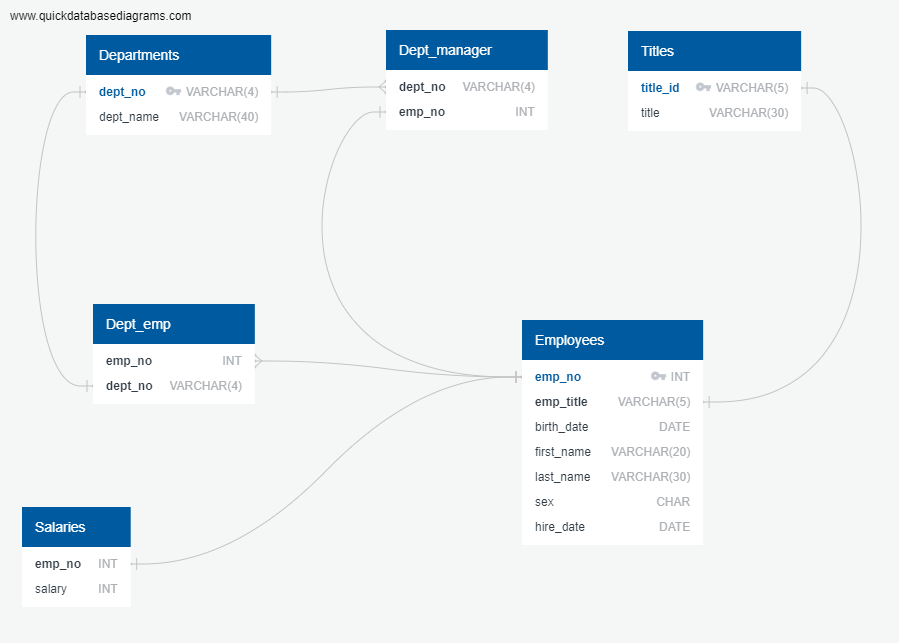 www.quickdatabasediagrams.com
Departments
dept_no VARCHAR(4)
dept_name VARCHAR(40)
Dept_manager
dept_no VARCHAR(4)
emp_no INT
Titles
title_id VARCHAR(5)
title VARCHAR(30)
Dept_emp
emp_no INT
dept_no VARCHAR(4)
Employees
emp_no INT
emp_title VARCHAR(5)
birth_date DATE
first_name VARCHAR(20)
last_name VARCHAR(30)
sex CHAR
hire_date DATE
Salaries
emp_no INT
salary INT